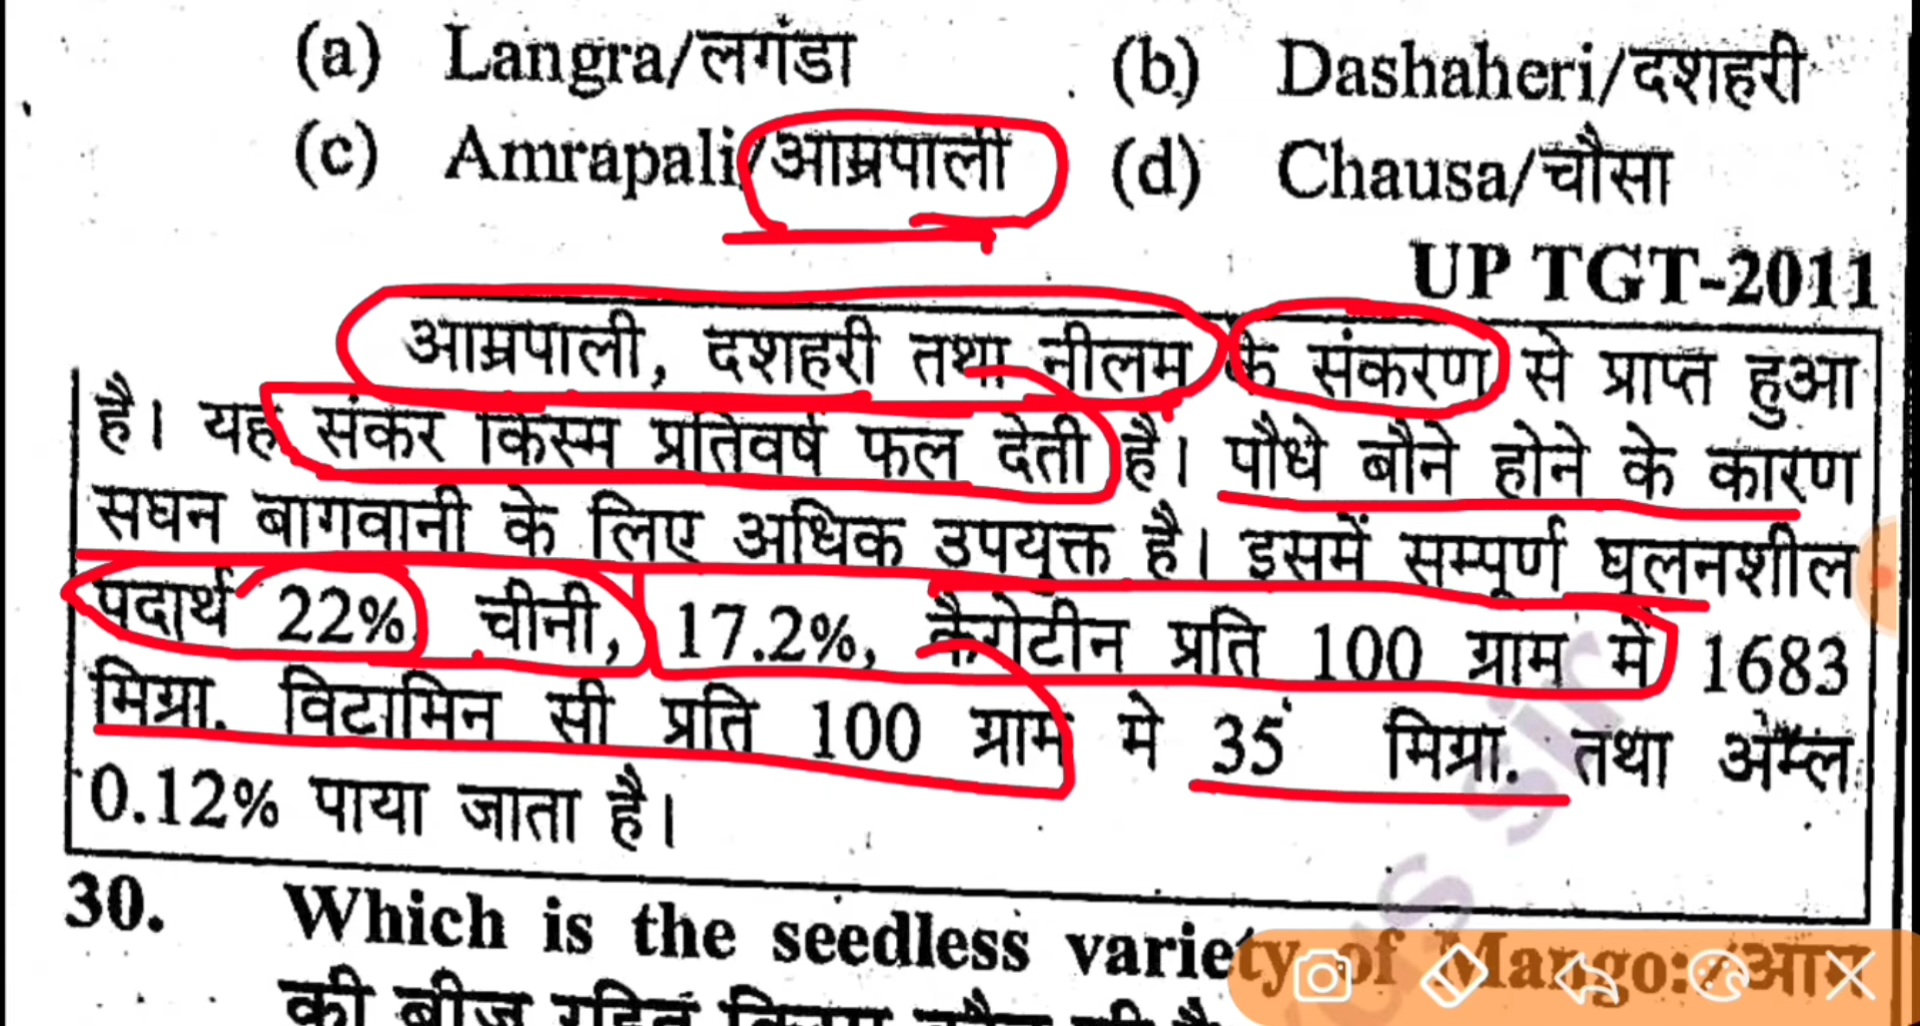 (a) Langra/लगंडा (b) Dashaheri/दशहरी
(c) Amrapali/आम्रपाली (d) Chausa/चौसा
UP TGT-2011
आम्रपाली, दशहरी तथा नीलम के संकरण से प्राप्त हुआ
है। यह संकर किस्म प्रतिवर्ष फल देती है। पौधे बौने होने के कारण
सघन बागवानी के लिए अधिक उपयुक्त है। इसमें सम्पूर्ण घुलनशील
पदार्थ 22% चीनी, 17.2%, कैरोटीन प्रति 100 ग्राम में 1683
मिग्रा. विटामिन सी प्रति 100 ग्राम मे 35 मिग्रा. तथा अम्ल
0.12% पाया जाता है।
30. Which is the seedless variety of Mango:/आम
की बीज रहित किस्म कौन सी है